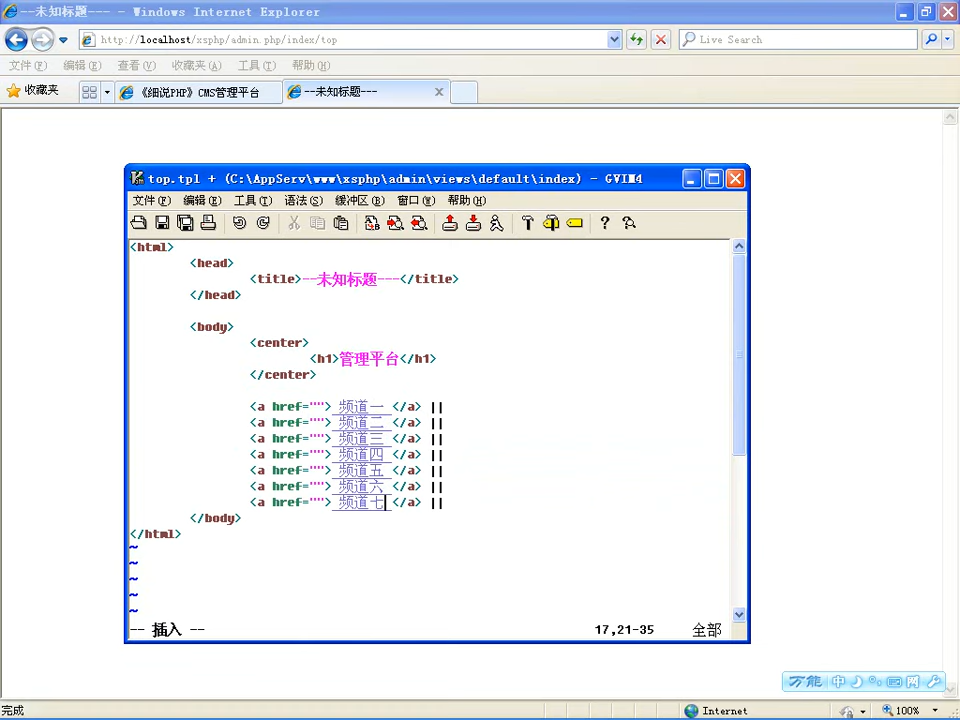 --未知标题--- - Windows Internet Explorer
http://localhost/xsphp/admin.php/index/top
Live Search
文件(F) 编辑(E) 查看(V) 收藏夹(A) 工具(T) 帮助(H)
收藏夹
《细说PHP》CMS管理平台
--未知标题---
top.tpl + (C:\AppServ\www\xsphp\admin\views\default\index) - GVIM4
文件(F) 编辑(E) 工具(T) 语法(S) 缓冲区(B) 窗口(W) 帮助(H)
<html>
<head>
<title>--未知标题---</title>
</head>
<body>
<center>
<h1>管理平台</h1>
</center>
<a href=""> 频道一 </a> ||
<a href=""> 频道二 </a> ||
<a href=""> 频道三 </a> ||
<a href=""> 频道四 </a> ||
<a href=""> 频道五 </a> ||
<a href=""> 频道六 </a> ||
<a href=""> 频道七 </a> ||
</body>
</html>
~
~
~
~
~
-- 插入 -- 17,21-35 全部
万能 中 网
完成 Internet 100%